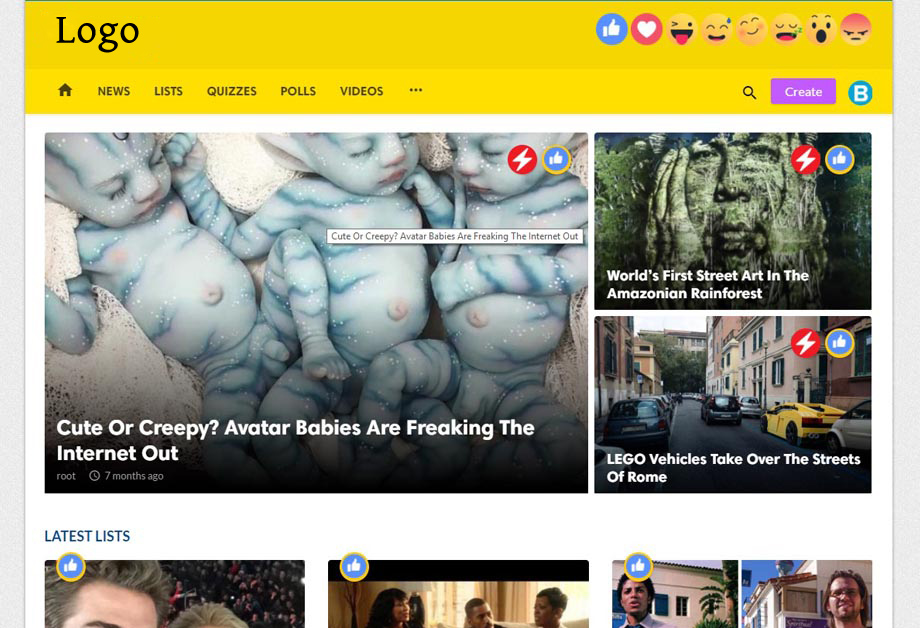 Logo
NEWS LISTS QUIZZES POLLS VIDEOS ••• Create B
Cute Or Creepy? Avatar Babies Are Freaking The Internet Out
World's First Street Art In The
Amazonian Rainforest
Cute Or Creepy? Avatar Babies Are Freaking The
Internet Out
root 7 months ago
LEGO Vehicles Take Over The Streets
Of Rome
LATEST LISTS